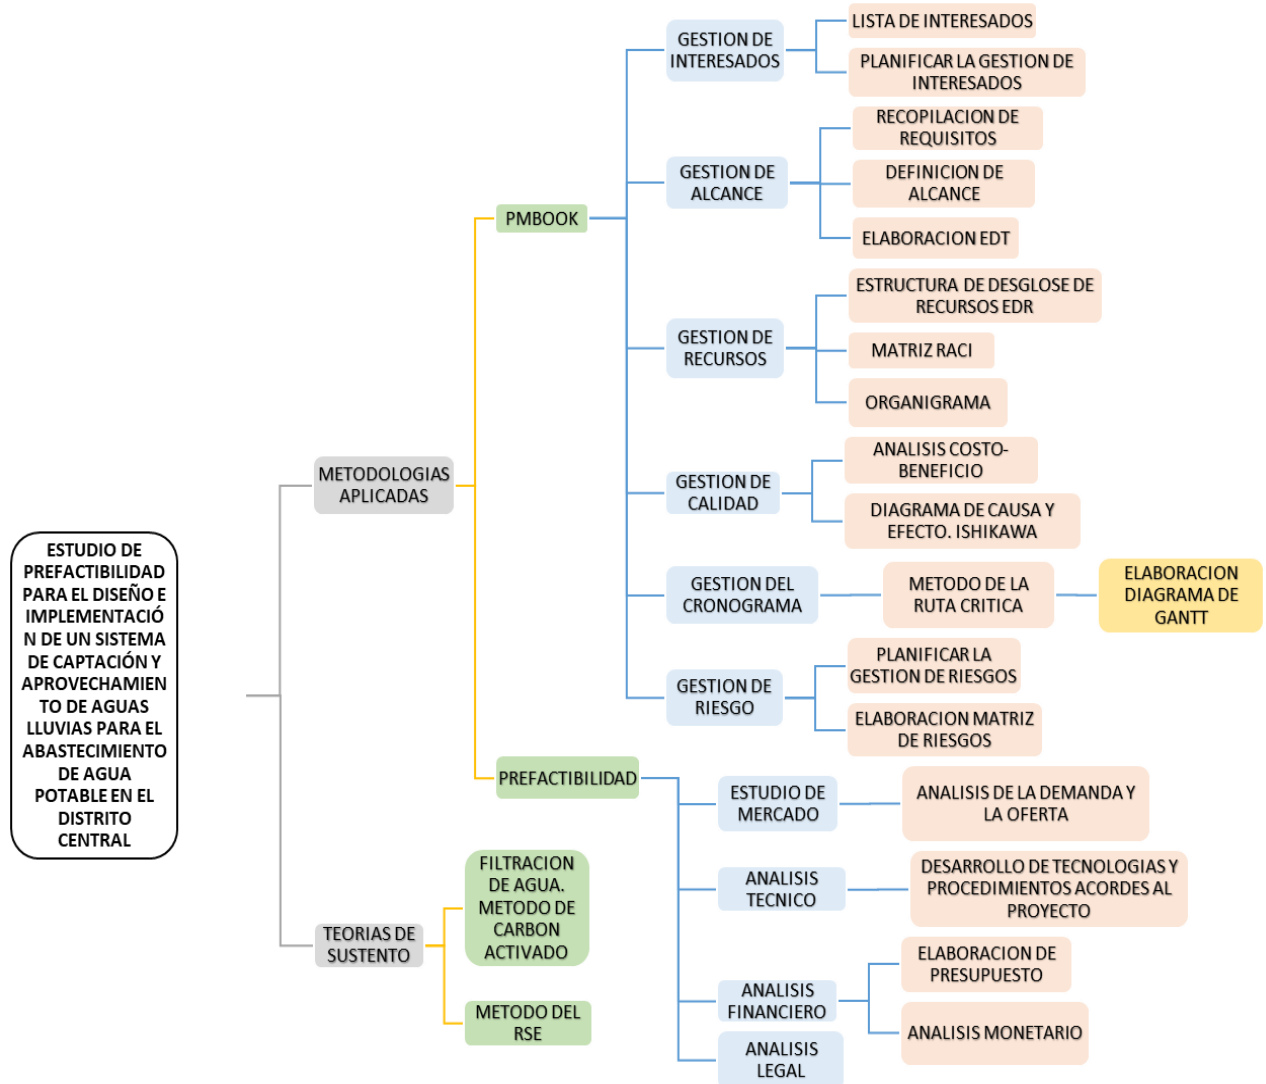 ESTUDIO DE
PREFACTIBILIDAD
PARA EL DISEÑO E
IMPLEMENTACIÓ
N DE UN SISTEMA
DE CAPTACIÓN Y
APROVECHAMIEN
TO DE AGUAS
LLUVIAS PARA EL
ABASTECIMIENTO
DE AGUA
POTABLE EN EL
DISTRITO
CENTRAL
METODOLOGIAS
APLICADAS
PMBOOK
GESTION DE
INTERESADOS
LISTA DE INTERESADOS
PLANIFICAR LA GESTION DE
INTERESADOS
GESTION DE
ALCANCE
RECOPILACION DE
REQUISITOS
DEFINICION DE
ALCANCE
ELABORACION EDT
GESTION DE
RECURSOS
ESTRUCTURA DE DESGLOSE DE
RECURSOS EDR
MATRIZ RACI
ORGANIGRAMA
GESTION DE
CALIDAD
ANALISIS COSTO-
BENEFICIO
DIAGRAMA DE CAUSA Y
EFECTO. ISHIKAWA
GESTION DEL
CRONOGRAMA
METODO DE LA
RUTA CRITICA
ELABORACION
DIAGRAMA DE
GANTT
GESTION DE
RIESGO
PLANIFICAR LA
GESTION DE RIESGOS
ELABORACION MATRIZ
DE RIESGOS
PREFACTIBILIDAD
ESTUDIO DE
MERCADO
ANALISIS DE LA DEMANDA Y
LA OFERTA
ANALISIS
TECNICO
DESARROLLO DE TECNOLOGIAS Y
PROCEDIMIENTOS ACORDES AL
PROYECTO
ANALISIS
FINANCIERO
ELABORACION DE
PRESUPUESTO
ANALISIS MONETARIO
ANALISIS
LEGAL
TEORIAS DE
SUSTENTO
FILTRACION
DE AGUA.
METODO DE
CARBON
ACTIVADO
METODO DEL
RSE